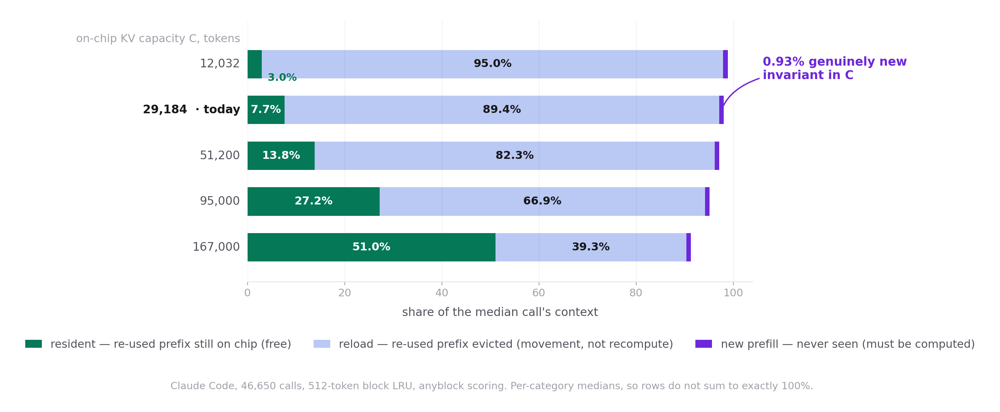 on-chip KV capacity C, tokens
12,032
95.0%
3.0%
0.93% genuinely new
invariant in C
29,184 · today
7.7%
89.4%
51,200
13.8%
82.3%
95,000
27.2%
66.9%
167,000
51.0%
39.3%
0 20 40 60 80 100
share of the median call's context
resident — re-used prefix still on chip (free)
reload — re-used prefix evicted (movement, not recompute)
new prefill — never seen (must be computed)
Claude Code, 46,650 calls, 512-token block LRU, anyblock scoring. Per-category medians, so rows do not sum to exactly 100%.